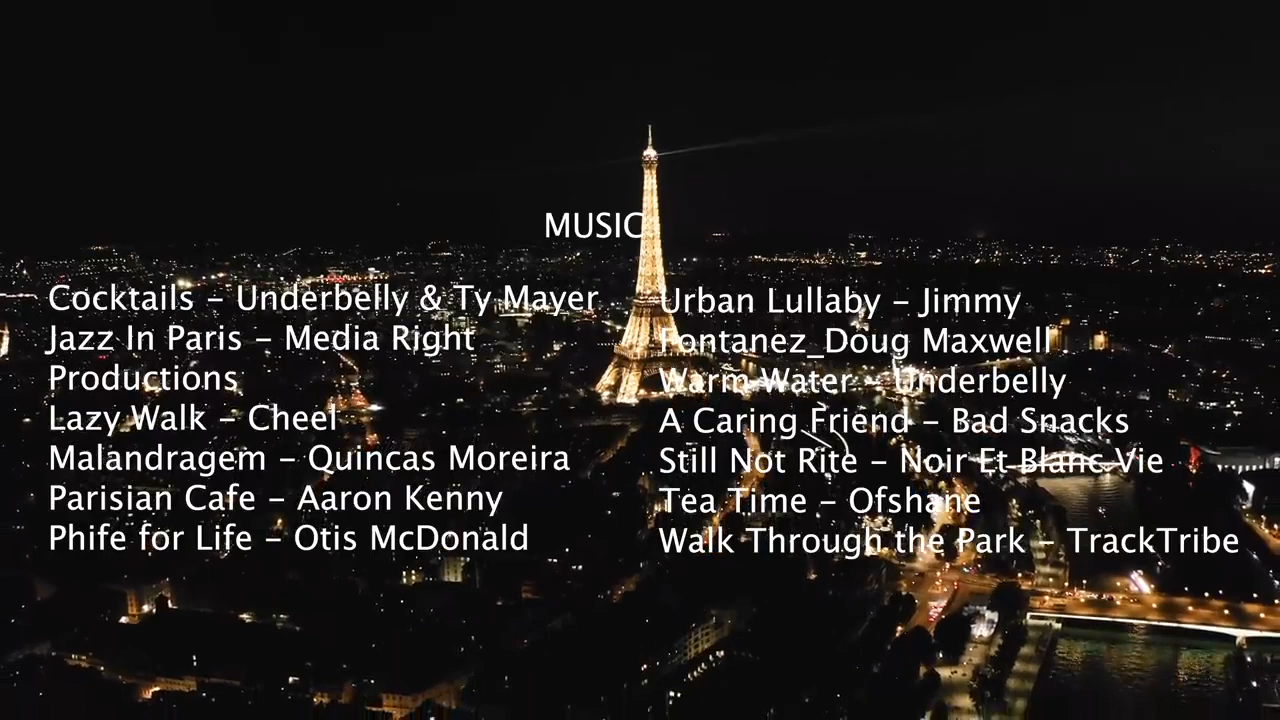 MUSIC
Cocktails – Underbelly & Ty Mayer
Jazz In Paris – Media Right
Productions
Lazy Walk – Cheel
Malandragem – Quincas Moreira
Parisian Cafe – Aaron Kenny
Phife for Life – Otis McDonald
Urban Lullaby – Jimmy
Fontanez_Doug Maxwell
Warm Water – Underbelly
A Caring Friend – Bad Snacks
Still Not Rite – Noir Et Blanc Vie
Tea Time – Ofshane
Walk Through the Park – TrackTribe